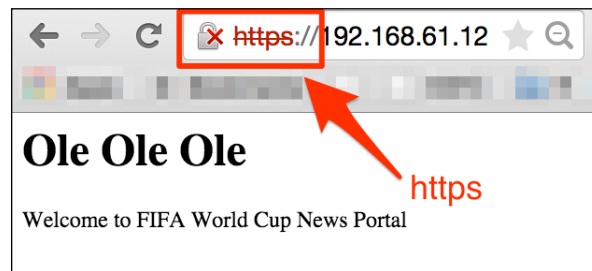 https://192.168.61.12
Ole Ole Ole
https
Welcome to FIFA World Cup News Portal